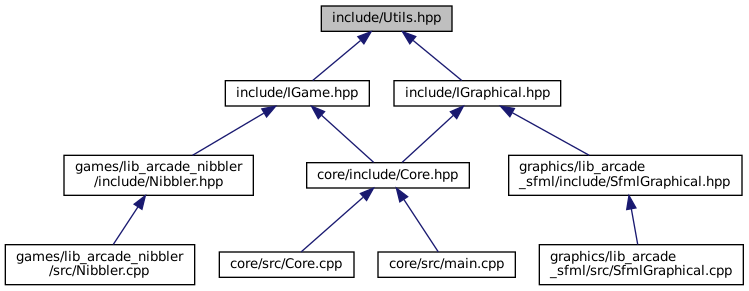 include/Utils.hpp
include/IGame.hpp
include/IGraphical.hpp
games/lib_arcade_nibbler
/include/Nibbler.hpp
core/include/Core.hpp
graphics/lib_arcade
_sfml/include/SfmlGraphical.hpp
games/lib_arcade_nibbler
/src/Nibbler.cpp
core/src/Core.cpp
core/src/main.cpp
graphics/lib_arcade
_sfml/src/SfmlGraphical.cpp